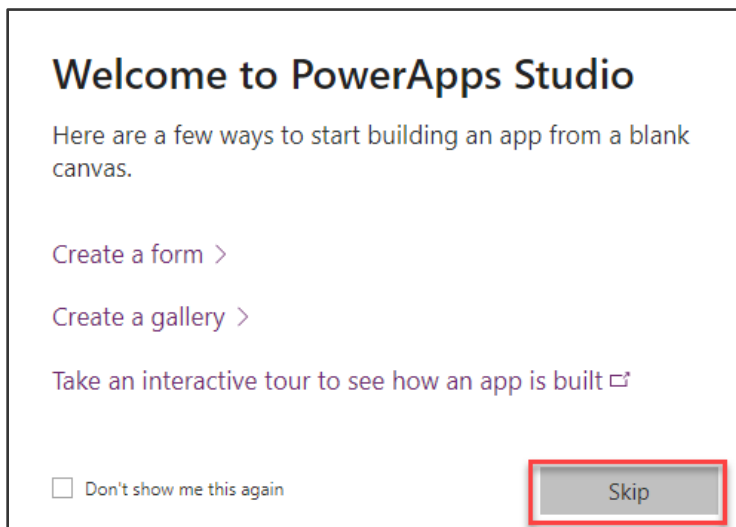 Welcome to PowerApps Studio
Here are a few ways to start building an app from a blank
canvas.
Create a form
Create a gallery
Take an interactive tour to see how an app is built
Don't show me this again
Skip